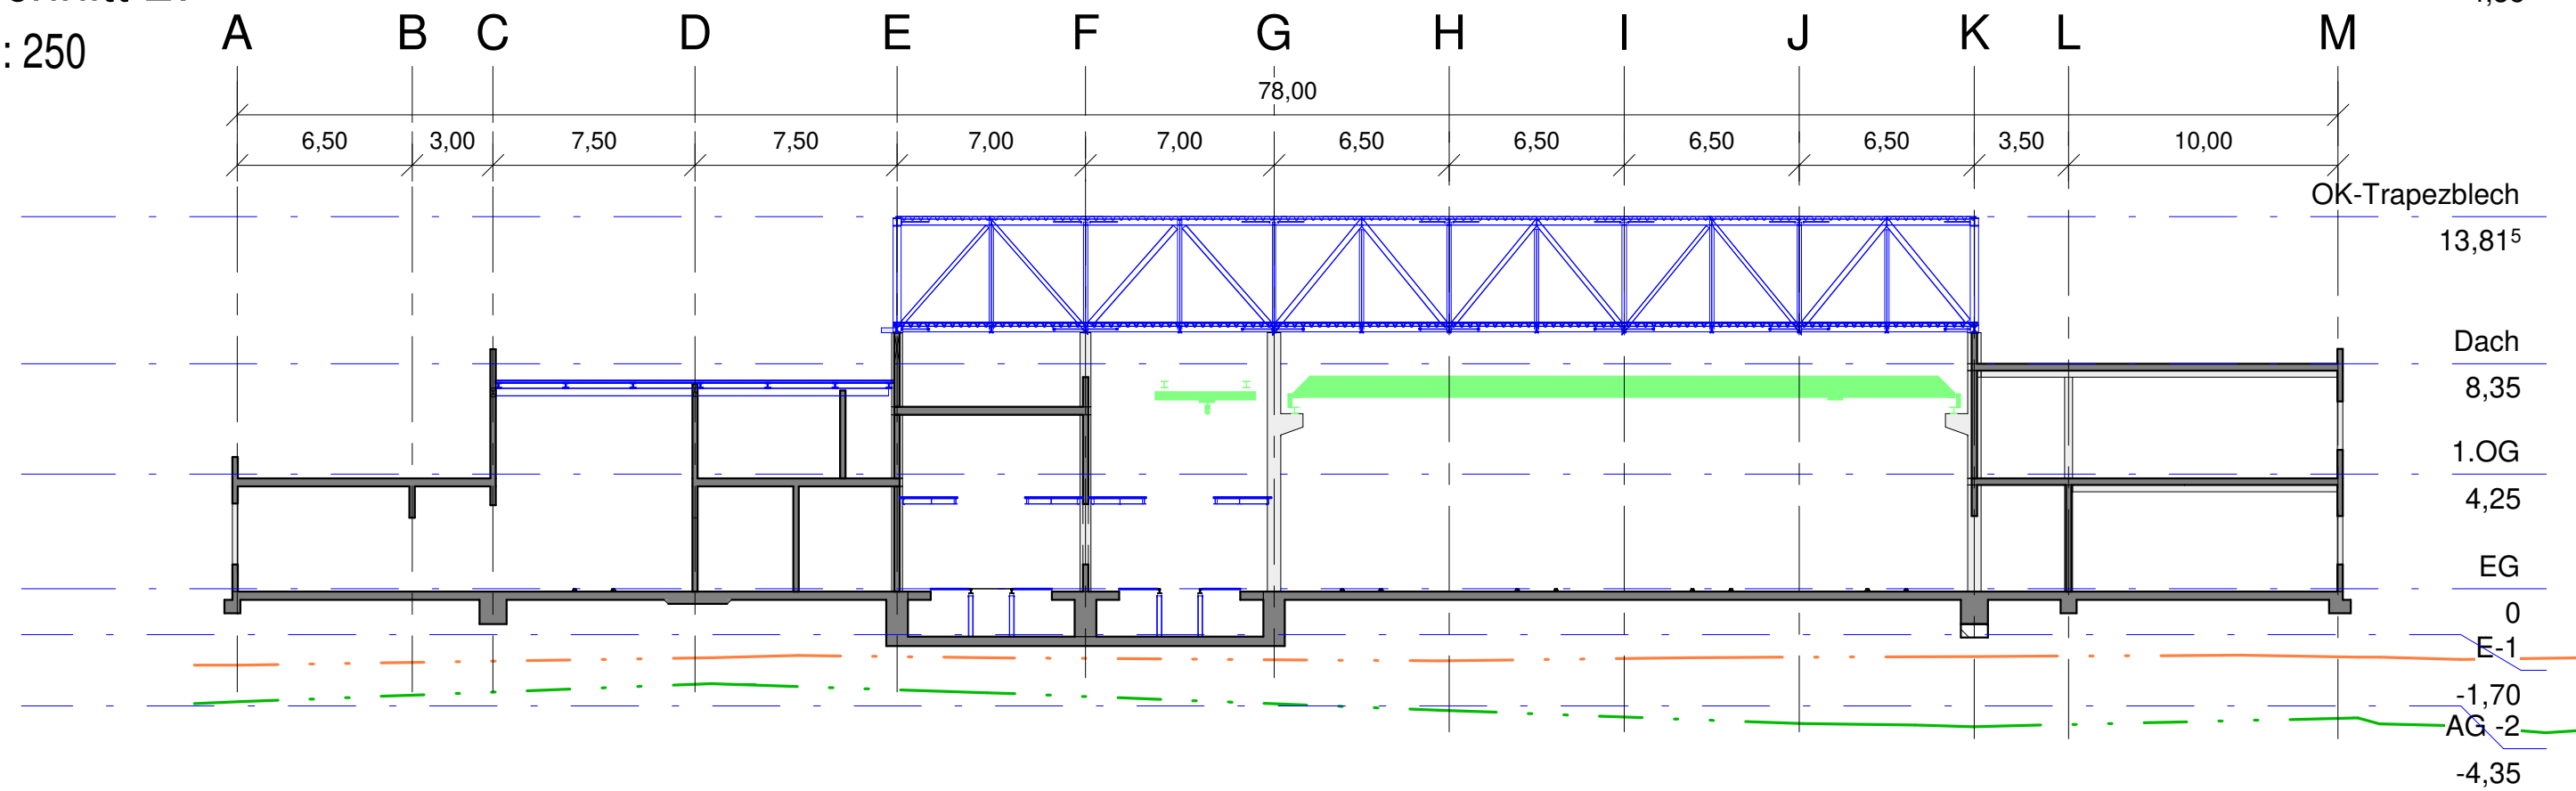 : 250
A B C D E F G H I J K L M
78,00
6,50 3,00 7,50 7,50 7,00 7,00 6,50 6,50 6,50 6,50 3,50 10,00
OK-Trapezblech
13,81⁵
Dach
8,35
1.OG
4,25
EG
0
E-1
-1,70
AG -2
-4,35